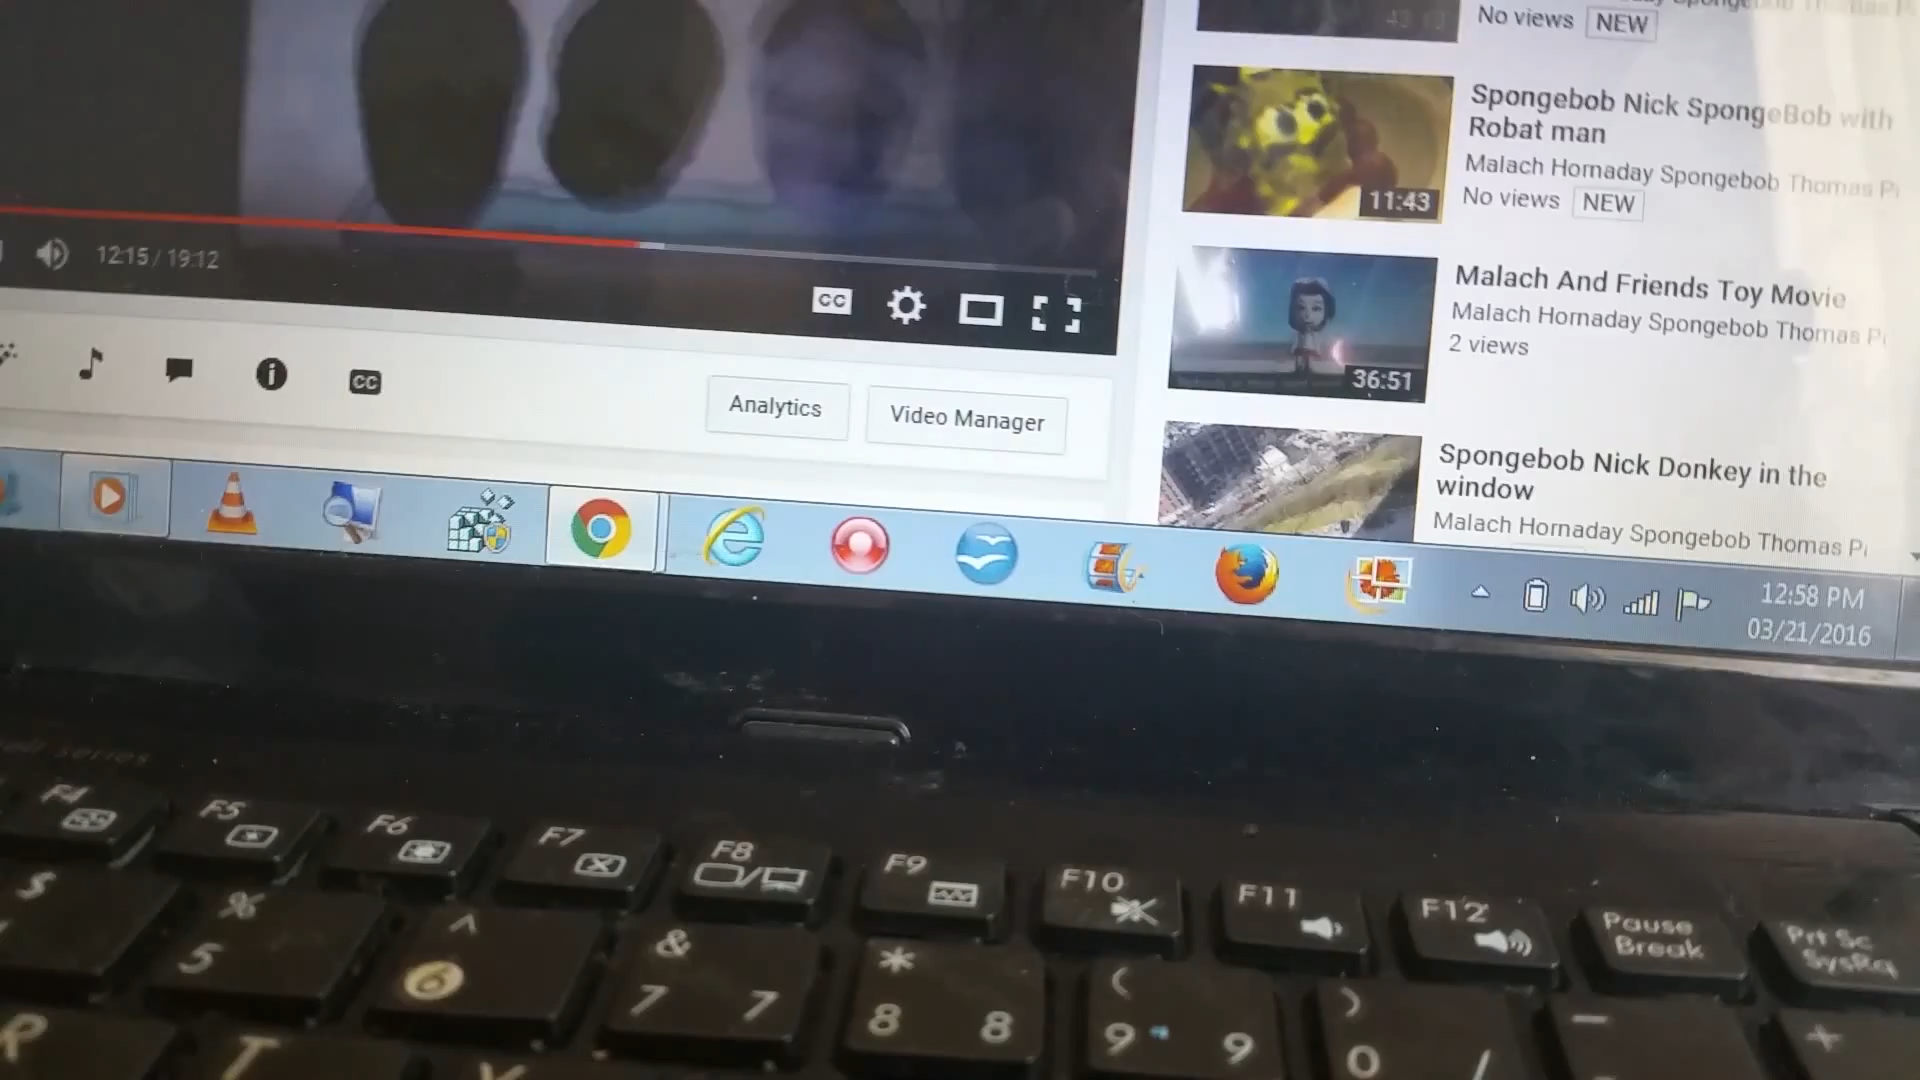 No views NEW
Spongebob Nick SpongeBob with
Robat man
Malach Hornaday Spongebob Thomas
No views NEW
11:43
Malach And Friends Toy Movie
Malach Hornaday Spongebob Thomas
2 views
36:51
Spongebob Nick Donkey in the
window
Malach Hornaday Spongebob Thomas
12:15 / 19:12
CC
CC
Analytics
Video Manager
12:58 PM
03/21/2016
series
F4 F5 F6 F7 F8 F9 F10 F11 F12 Pause Break Prt Sc SysRq
$ % ^ & * ( ) _ +
5 6 7 7 8 8 9 9 0 /
R T Y